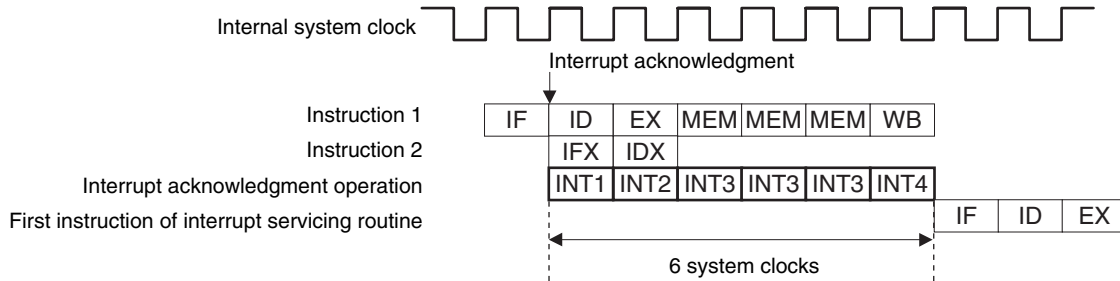 Internal system clock
Interrupt acknowledgment
Instruction 1 IF ID EX MEM MEM MEM WB
Instruction 2 IFX IDX
Interrupt acknowledgment operation INT1 INT2 INT3 INT3 INT3 INT4
First instruction of interrupt servicing routine IF ID EX
6 system clocks